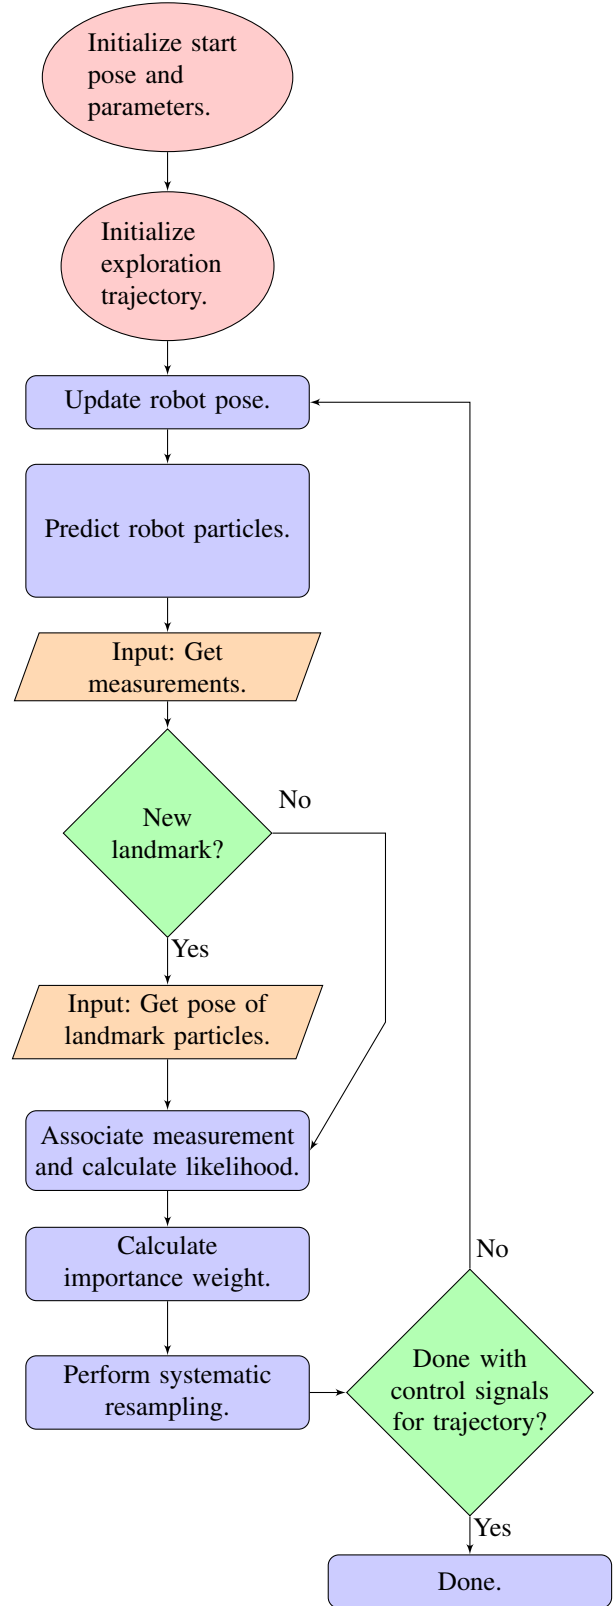 Initialize start
pose and
parameters.
Initialize
exploration
trajectory.
Update robot pose.
Predict robot particles.
Input: Get
measurements.
New
landmark?
No
Yes
Input: Get pose of
landmark particles.
Associate measurement
and calculate likelihood.
Calculate
importance weight.
Perform systematic
resampling.
No
Done with
control signals
for trajectory?
Yes
Done.